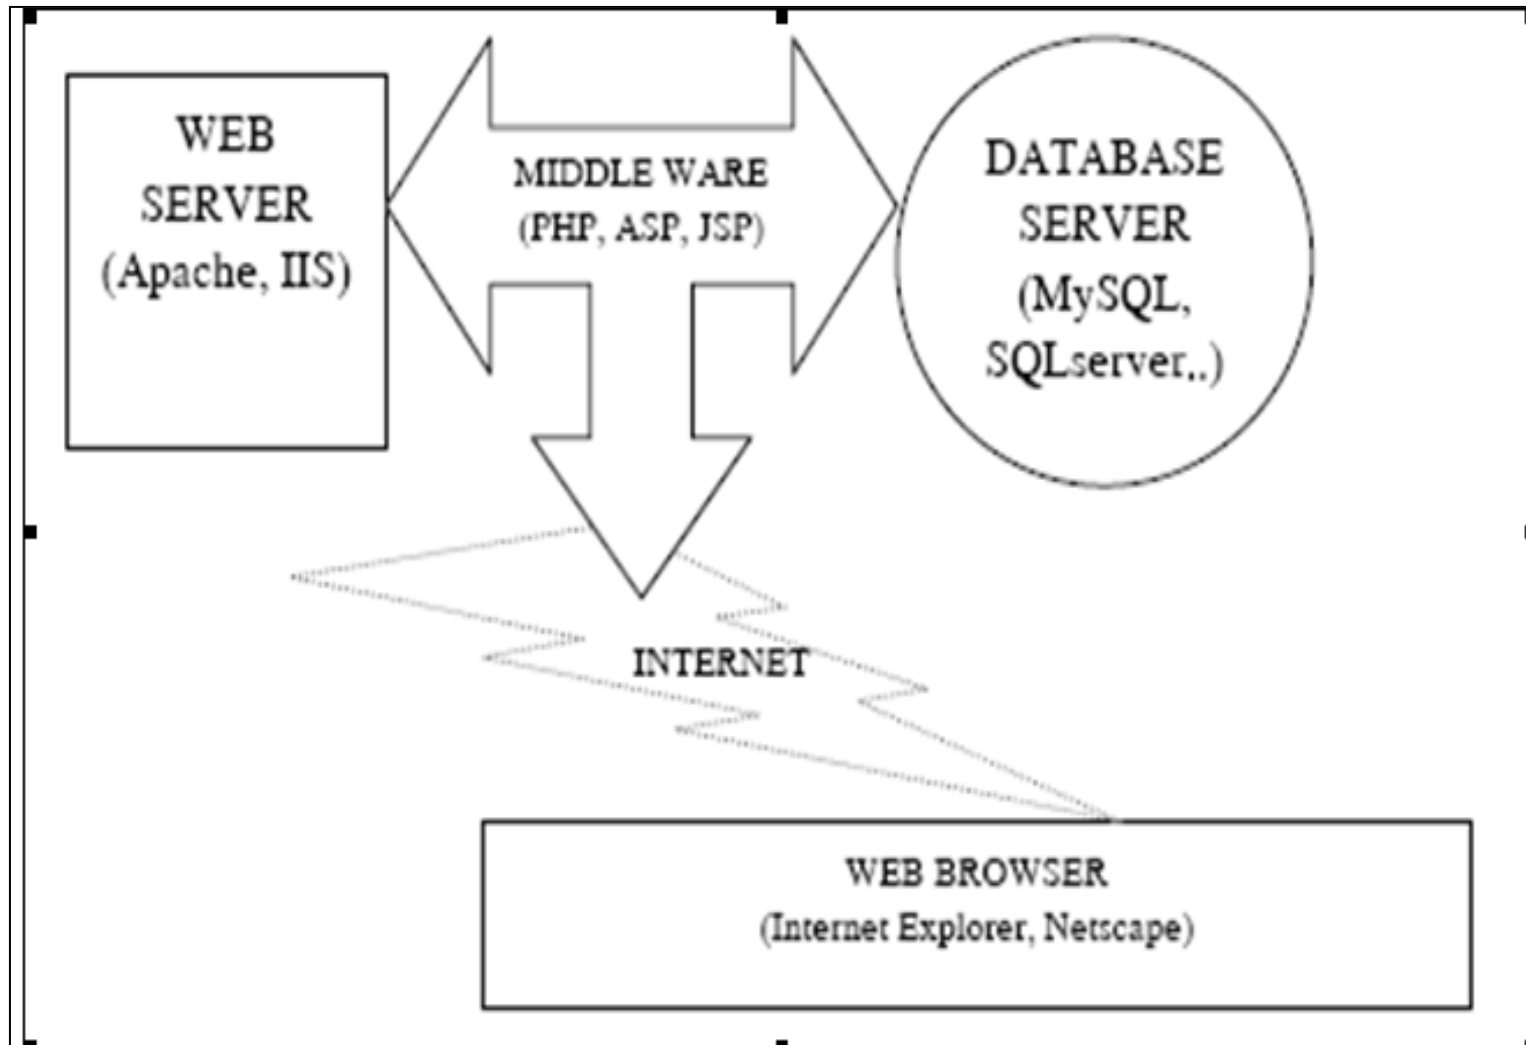 WEB
SERVER
(Apache, IIS)
MIDDLE WARE
(PHP, ASP, JSP)
DATABASE
SERVER
(MySQL,
SQLserver..)
INTERNET
WEB BROWSER
(Internet Explorer, Netscape)